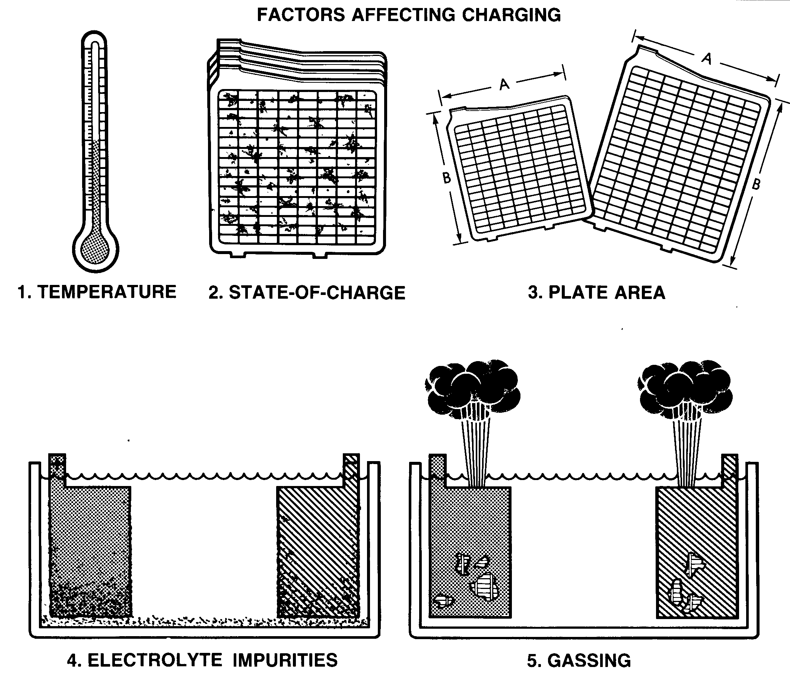 FACTORS AFFECTING CHARGING
A
B
A
B
1. TEMPERATURE
2. STATE-OF-CHARGE
3. PLATE AREA
4. ELECTROLYTE IMPURITIES
5. GASSING